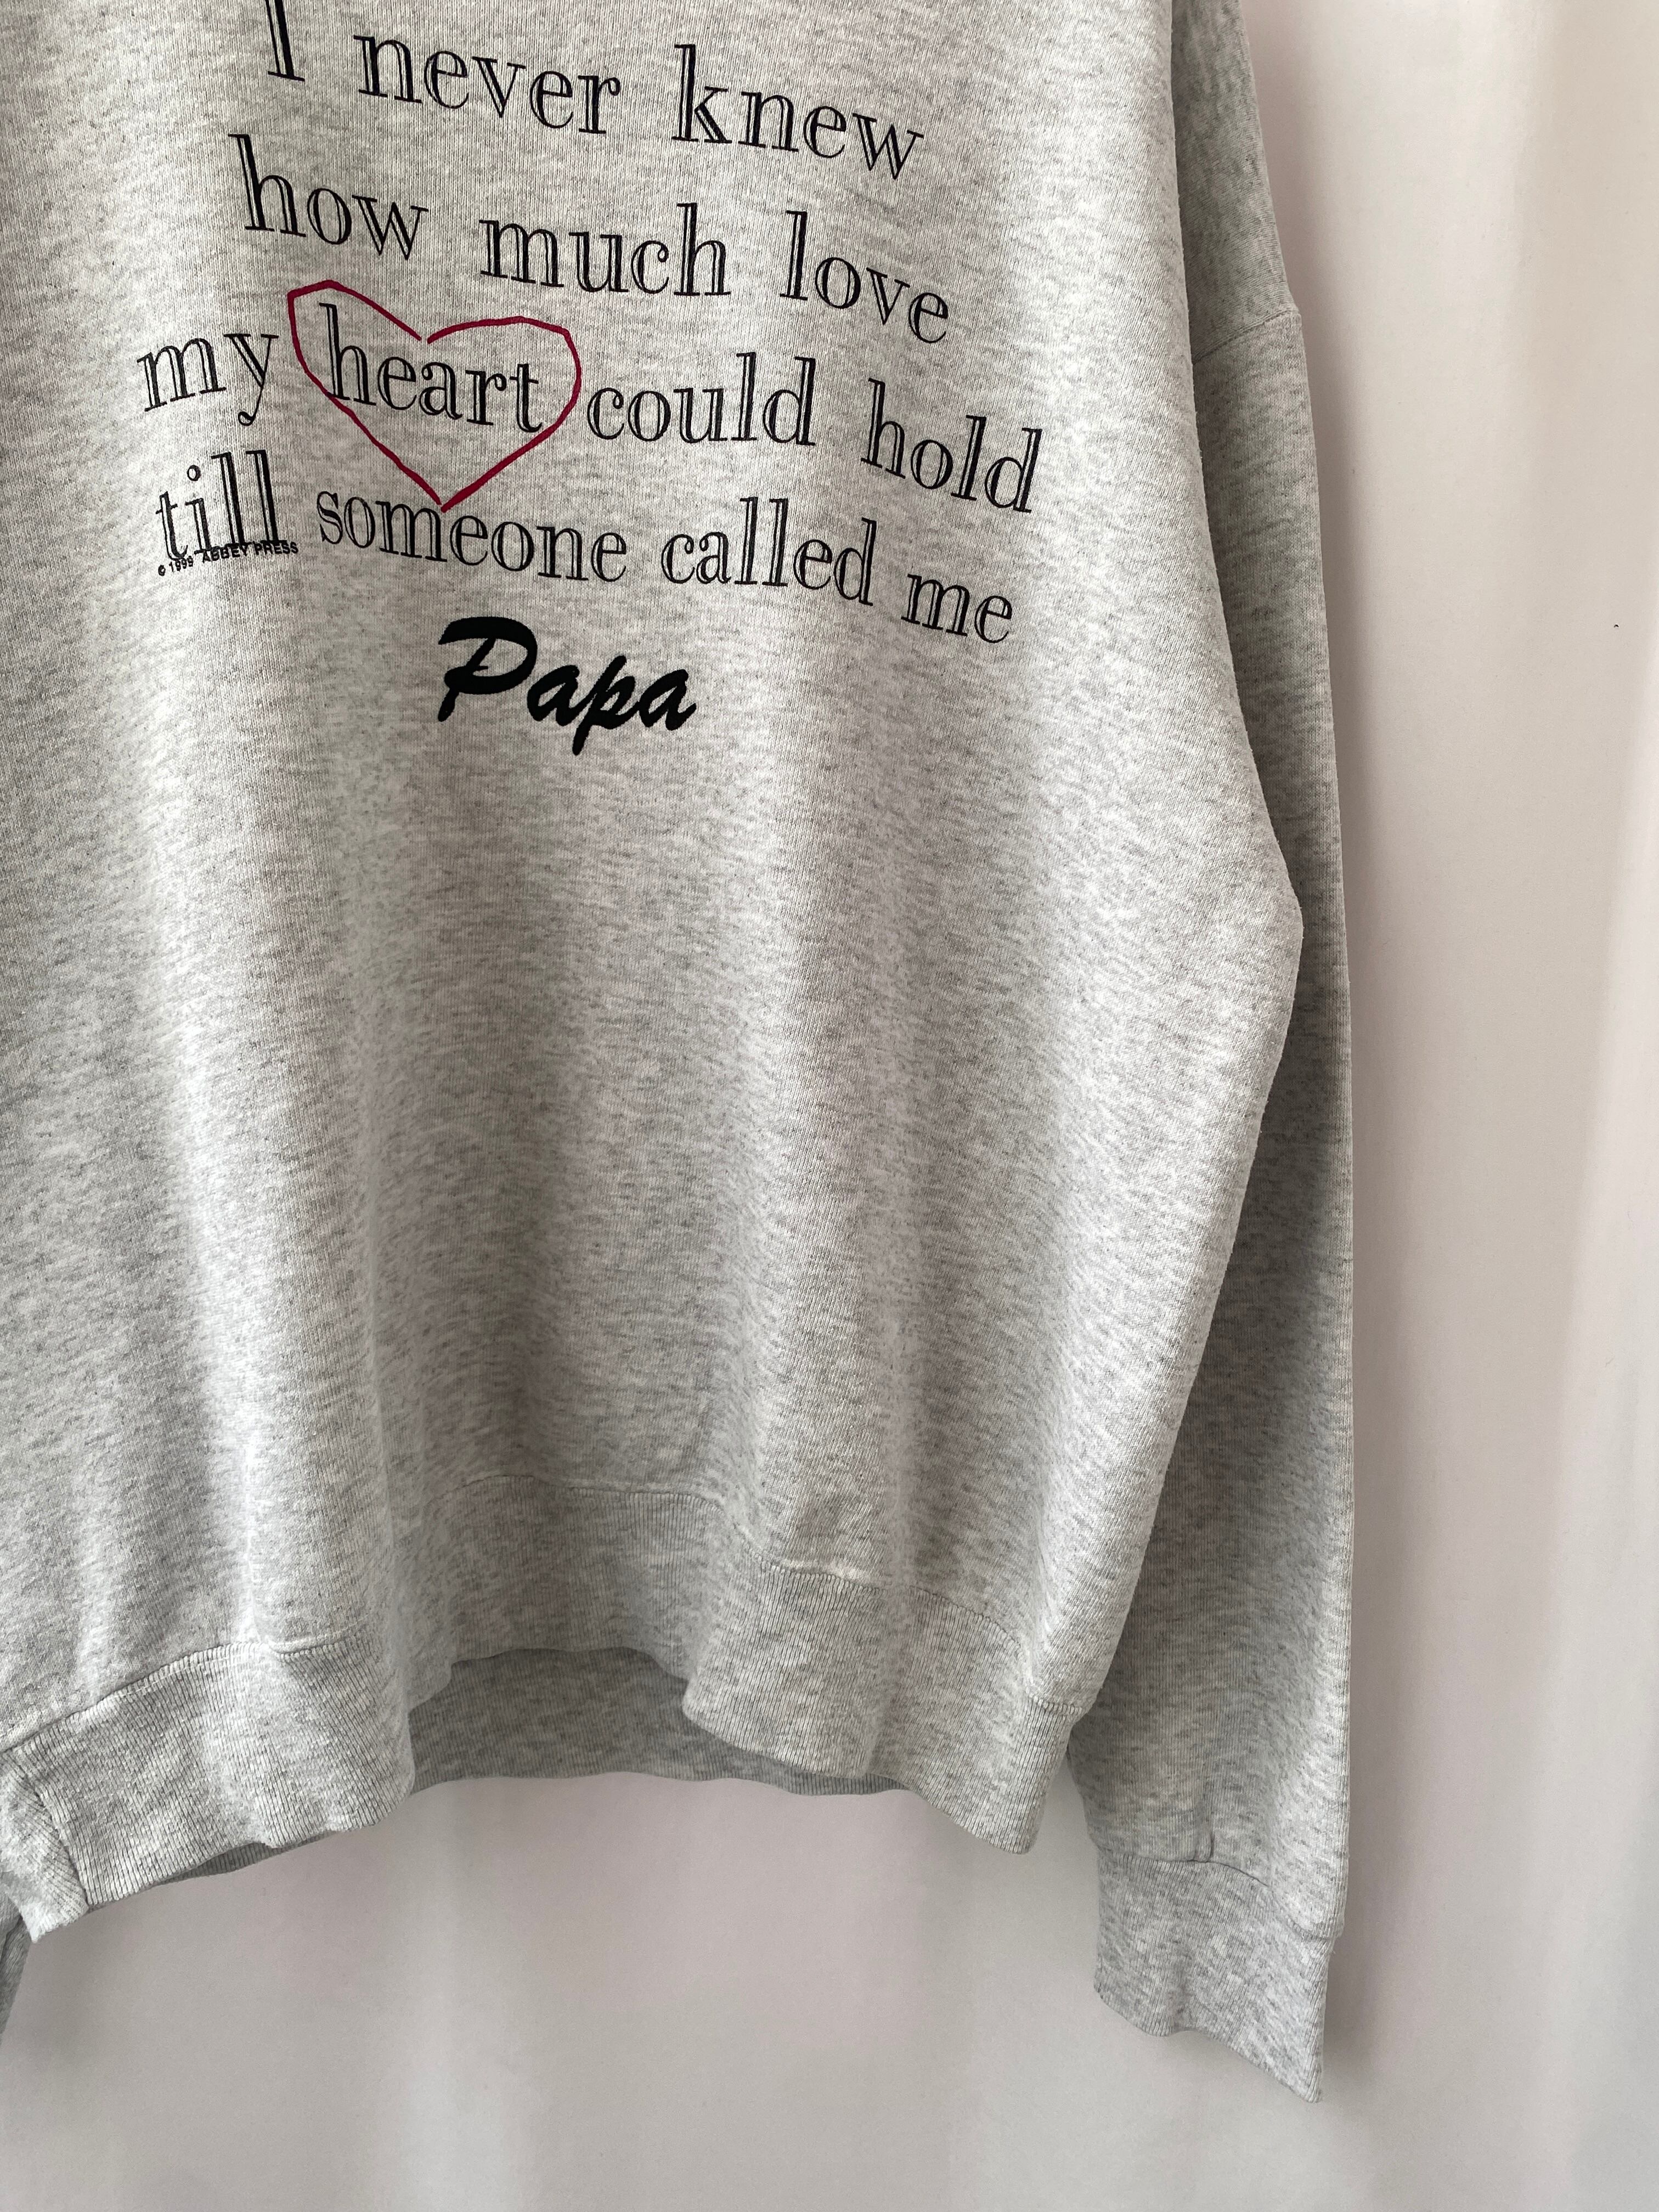 I never knew
how much love
my heart could hold
till someone called me
© 1999 ABBEY PRESS
Papa